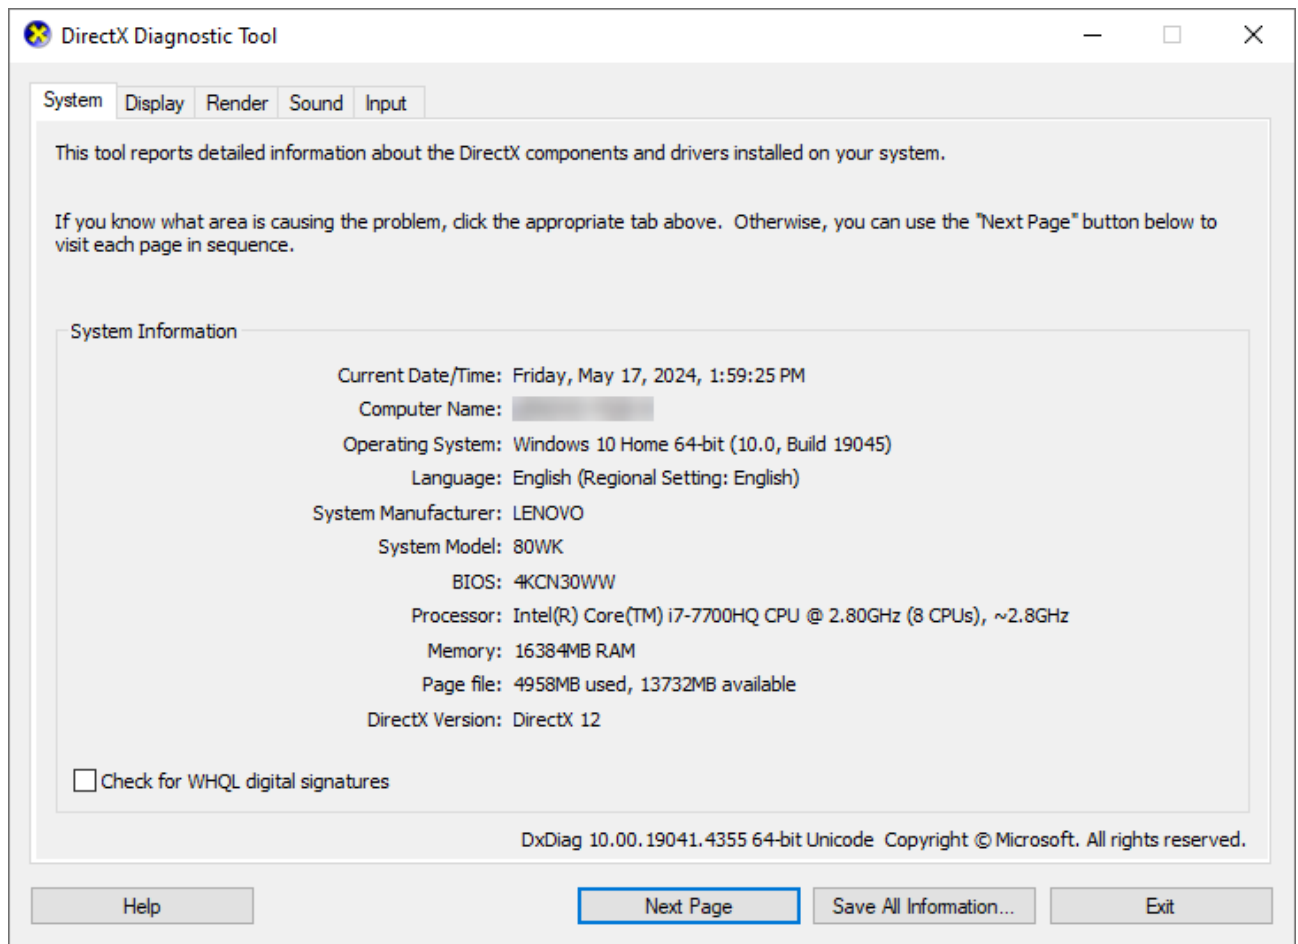 DirectX Diagnostic Tool
System Display Render Sound Input
This tool reports detailed information about the DirectX components and drivers installed on your system.
If you know what area is causing the problem, click the appropriate tab above.  Otherwise, you can use the "Next Page" button below to
visit each page in sequence.
System Information
Current Date/Time: Friday, May 17, 2024, 1:59:25 PM
Computer Name:
Operating System: Windows 10 Home 64-bit (10.0, Build 19045)
Language: English (Regional Setting: English)
System Manufacturer: LENOVO
System Model: 80WK
BIOS: 4KCN30WW
Processor: Intel(R) Core(TM) i7-7700HQ CPU @ 2.80GHz (8 CPUs), ~2.8GHz
Memory: 16384MB RAM
Page file: 4958MB used, 13732MB available
DirectX Version: DirectX 12
Check for WHQL digital signatures
DxDiag 10.00.19041.4355 64-bit Unicode  Copyright © Microsoft. All rights reserved.
Help Next Page Save All Information... Exit